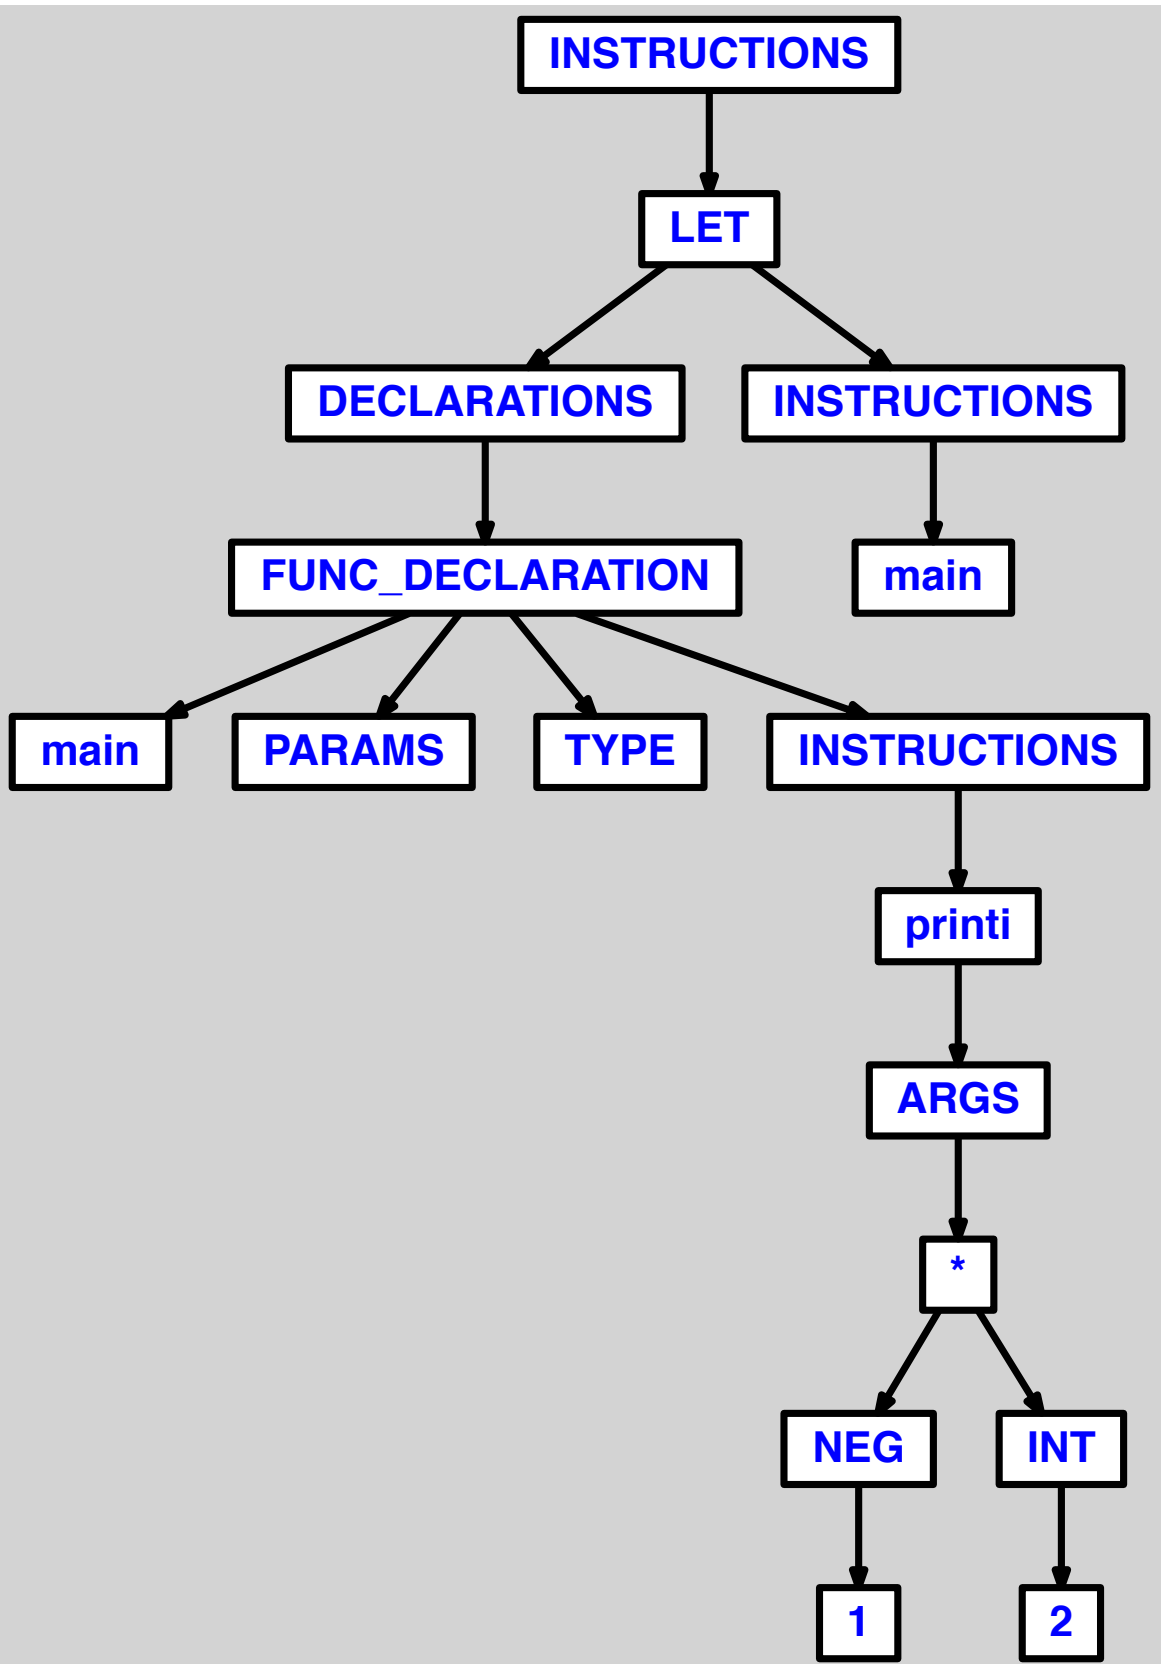 INSTRUCTIONS
LET
DECLARATIONS
INSTRUCTIONS
FUNC_DECLARATION
main
main
PARAMS
TYPE
INSTRUCTIONS
printi
ARGS
*
NEG
INT
1
2